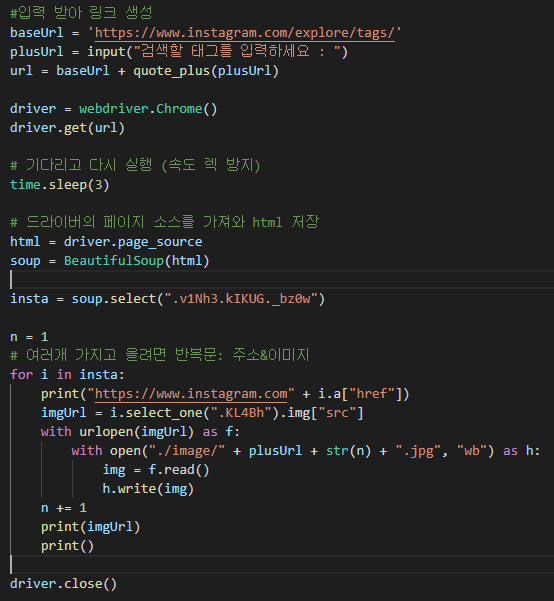 #입력 받아 링크 생성
baseUrl = 'https://www.instagram.com/explore/tags/'
plusUrl = input("검색할 태그를 입력하세요 : ")
url = baseUrl + quote_plus(plusUrl)
driver = webdriver.Chrome()
driver.get(url)
# 기다리고 다시 실행 (속도 렉 방지)
time.sleep(3)
# 드라이버의 페이지 소스를 가져와 html 저장
html = driver.page_source
soup = BeautifulSoup(html)
insta = soup.select(".v1Nh3.kIKUG._bz0w")
n = 1
# 여러개 가지고 올려면 반복문: 주소&이미지
for i in insta:
    print("https://www.instagram.com" + i.a["href"])
    imgUrl = i.select_one(".KL4Bh").img["src"]
    with urlopen(imgUrl) as f:
        with open("./image/" + plusUrl + str(n) + ".jpg", "wb") as h:
            img = f.read()
            h.write(img)
    n += 1
    print(imgUrl)
    print()
driver.close()